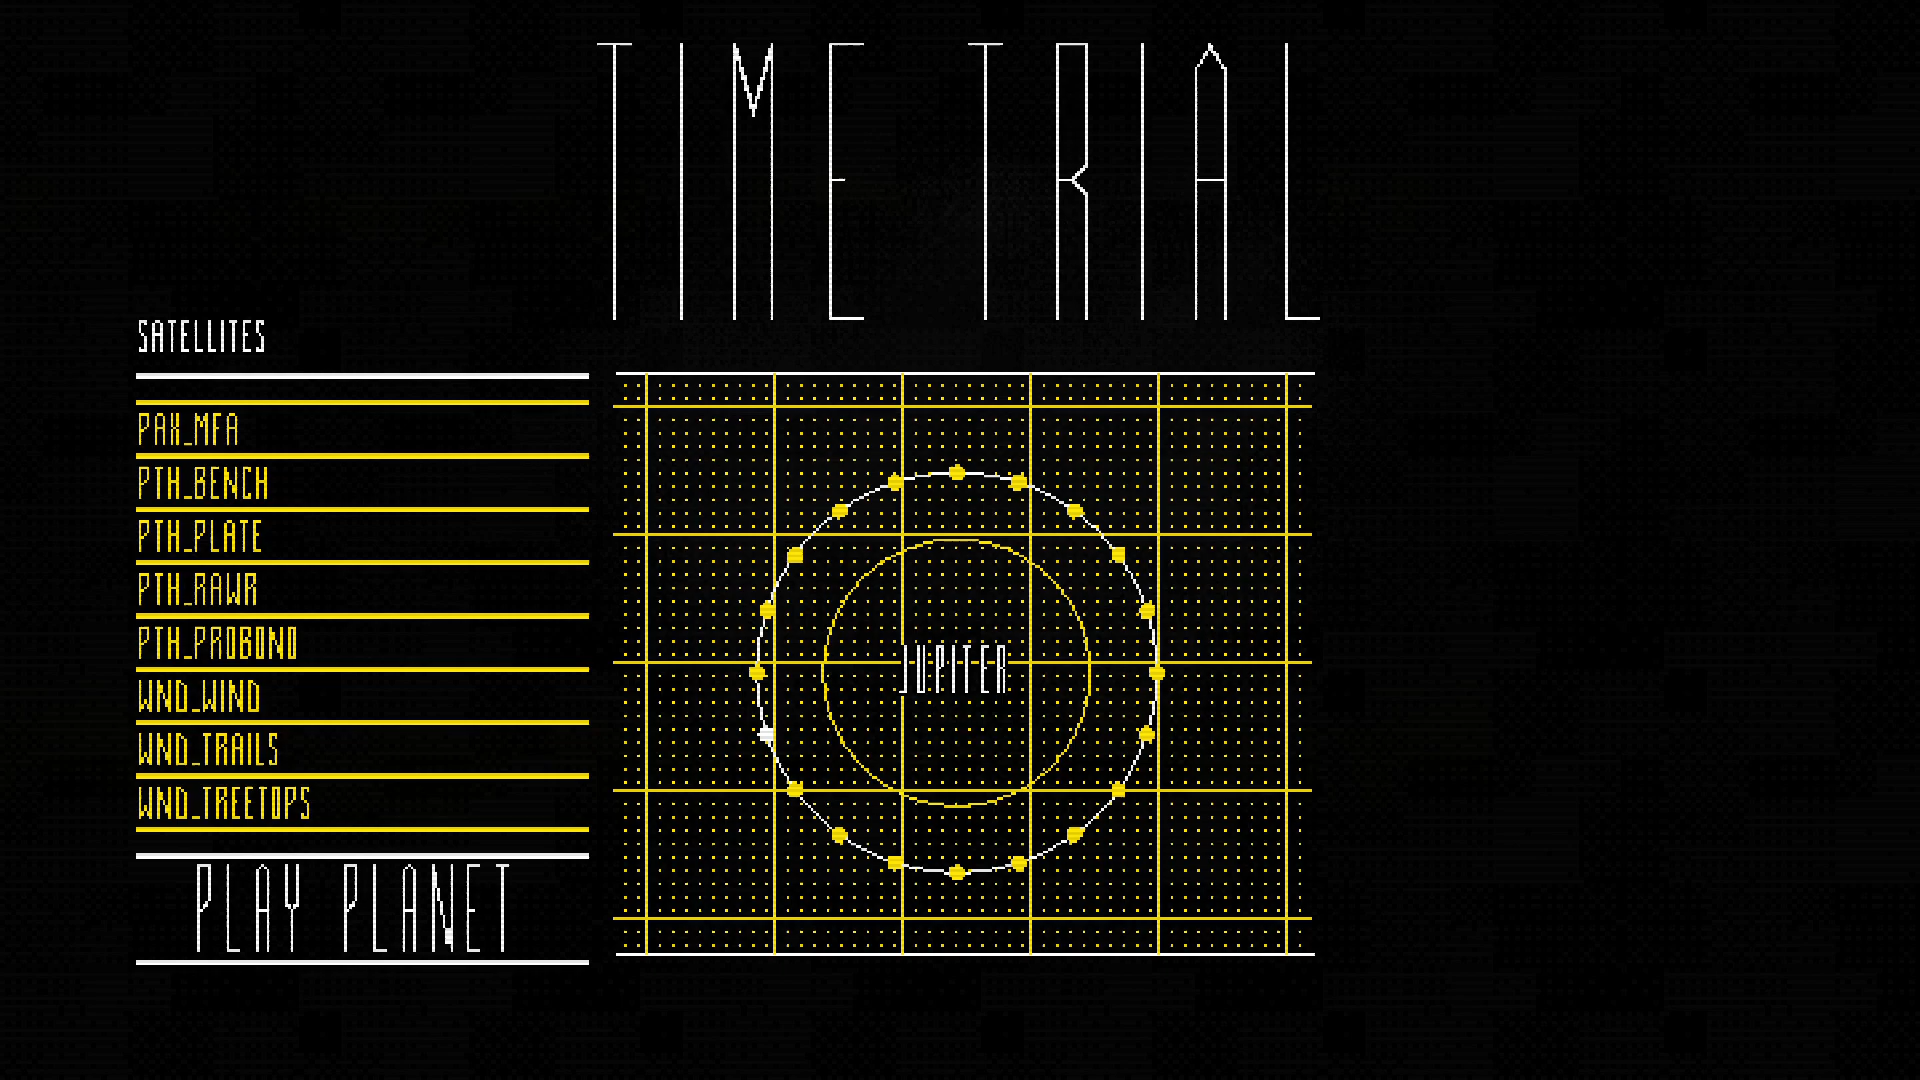 TIME TRIAL
SATELLITES
PAX_MFA
PTH_BENCH
PTH_PLATE
PTH_RAWR
PTH_PROBONO
WND_WIND
WND_TRAILS
WND_TREETOPS
PLAY PLANET
JUPITER